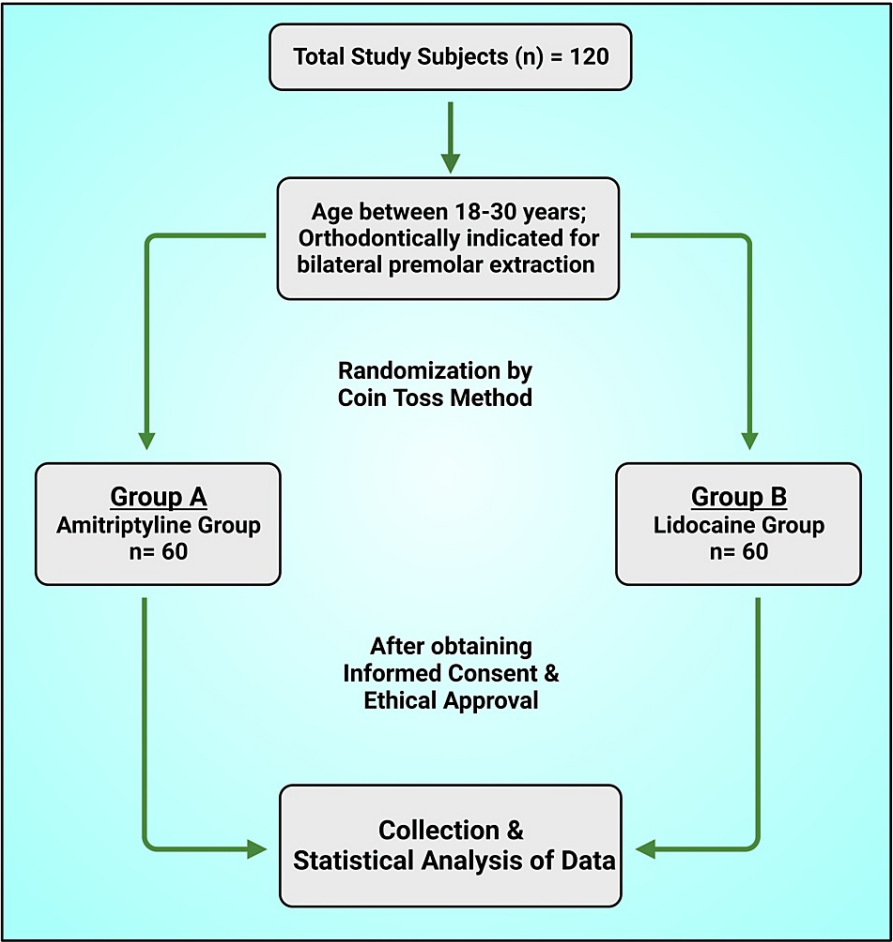 Total Study Subjects (n) = 120
Age between 18-30 years;
Orthodontically indicated for
bilateral premolar extraction
Randomization by
Coin Toss Method
Group A
Amitriptyline Group
n= 60
Group B
Lidocaine Group
n= 60
After obtaining
Informed Consent &
Ethical Approval
Collection &
Statistical Analysis of Data